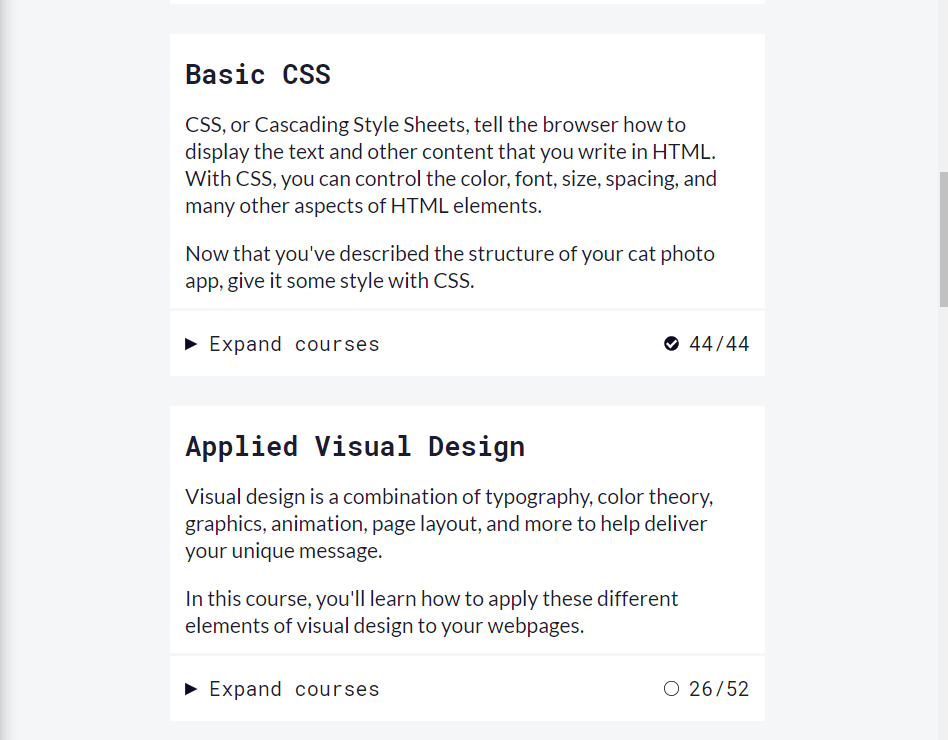 Basic CSS
CSS, or Cascading Style Sheets, tell the browser how to
display the text and other content that you write in HTML.
With CSS, you can control the color, font, size, spacing, and
many other aspects of HTML elements.
Now that you've described the structure of your cat photo
app, give it some style with CSS.
Expand courses 44/44
Applied Visual Design
Visual design is a combination of typography, color theory,
graphics, animation, page layout, and more to help deliver
your unique message.
In this course, you'll learn how to apply these different
elements of visual design to your webpages.
Expand courses 26/52